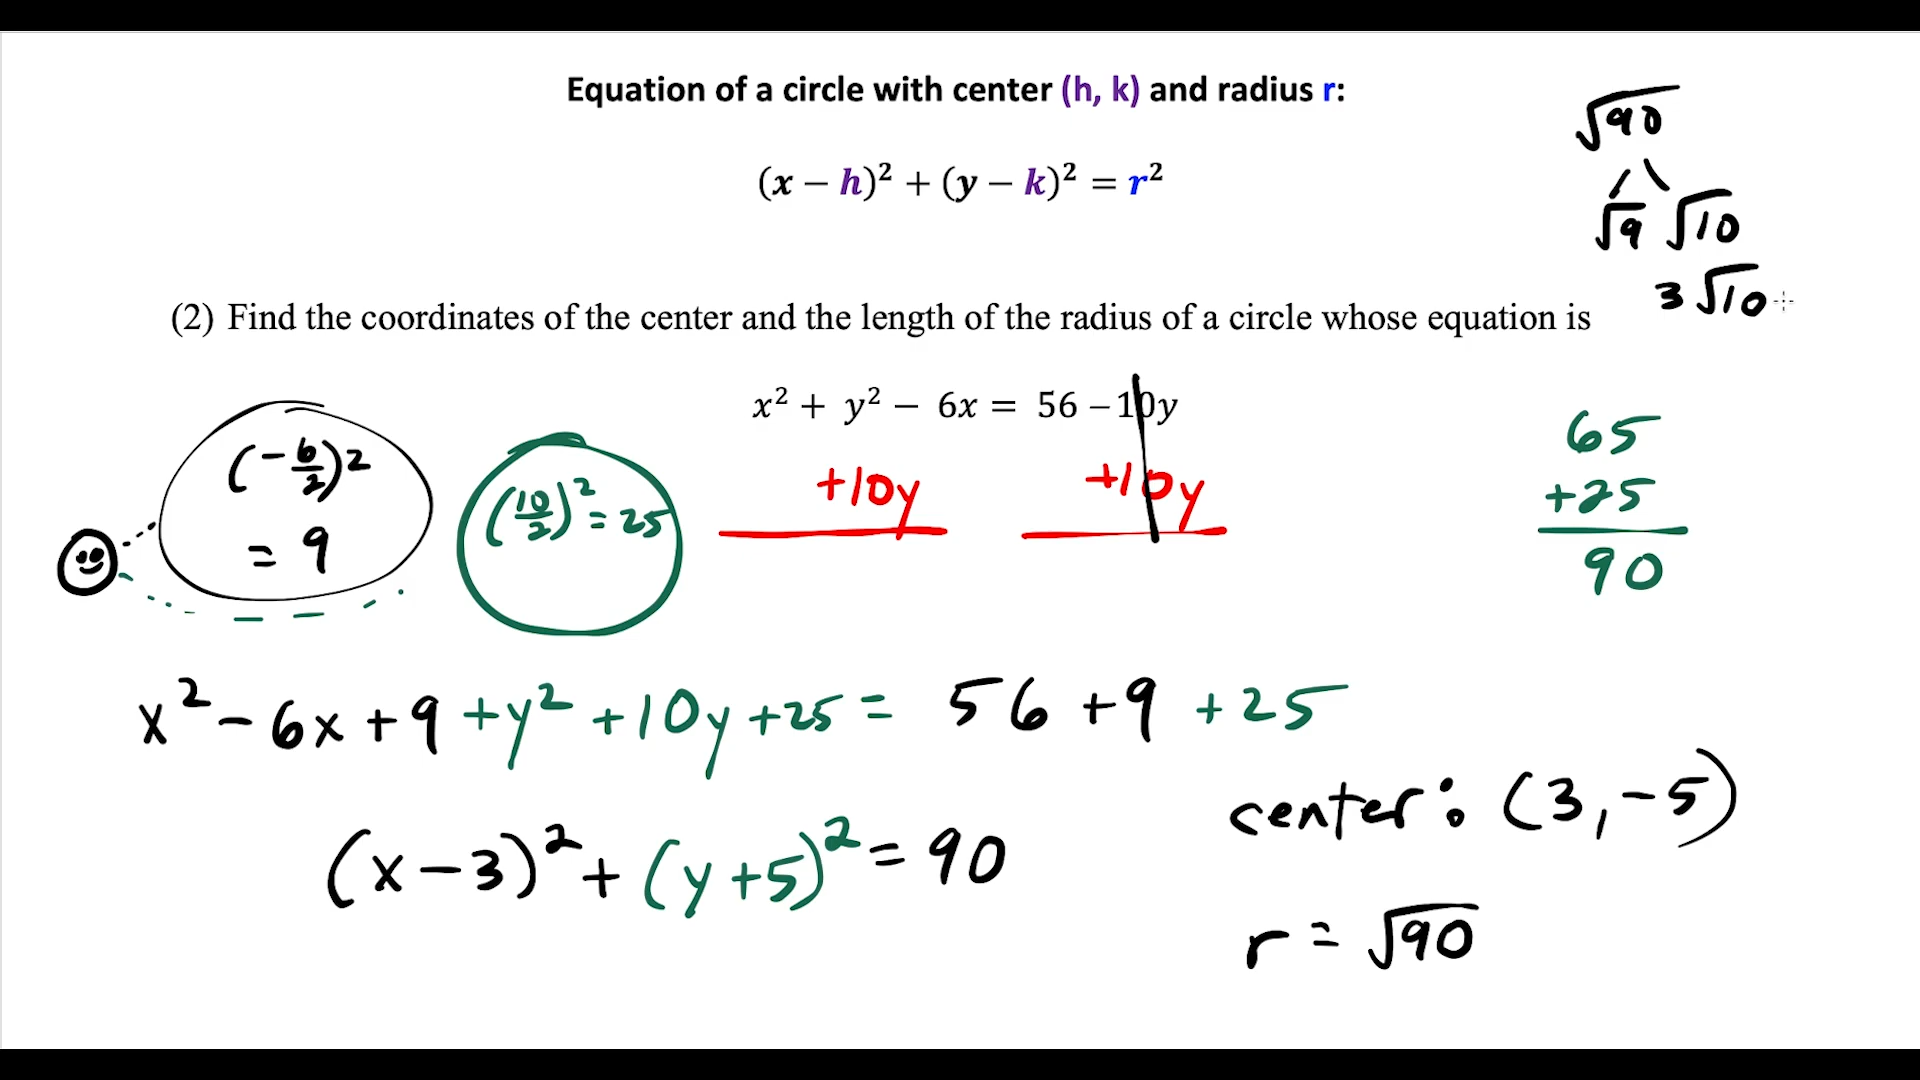 Equation of a circle with center (h, k) and radius r:
(x − h)² + (y − k)² = r²
√90
√9 √10
3√10
(2) Find the coordinates of the center and the length of the radius of a circle whose equation is
x² + y² − 6x = 56 − 10y
+10y +10y
(−6/2)²
= 9
(10/2)² = 25
65
+25
90
x² − 6x + 9 + y² + 10y + 25 = 56 + 9 + 25
(x − 3)² + (y + 5)² = 90
center: (3, −5)
r = √90